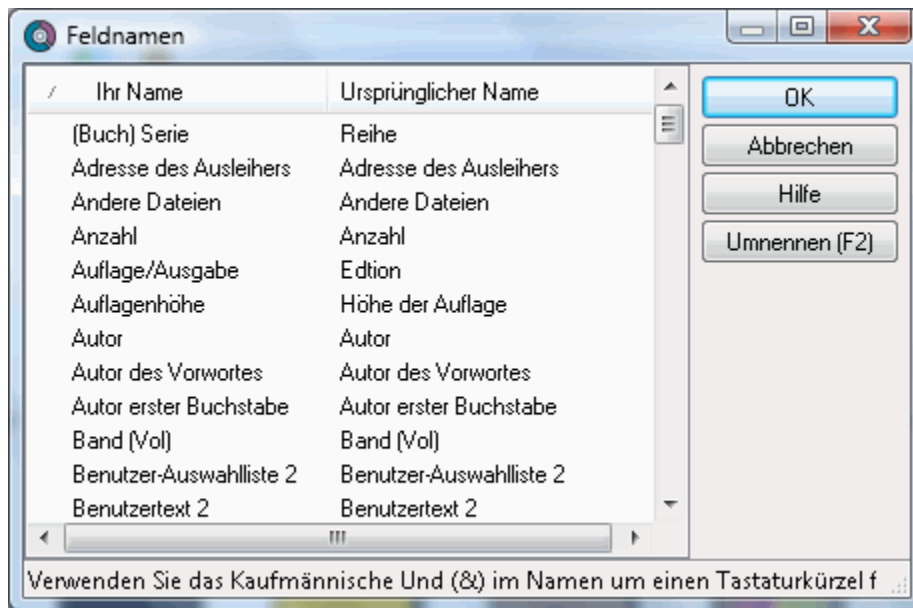 Feldnamen
Ihr Name Ursprünglicher Name
(Buch) Serie Reihe
Adresse des Ausleihers Adresse des Ausleihers
Andere Dateien Andere Dateien
Anzahl Anzahl
Auflage/Ausgabe Edtion
Auflagenhöhe Höhe der Auflage
Autor Autor
Autor des Vorwortes Autor des Vorwortes
Autor erster Buchstabe Autor erster Buchstabe
Band (Vol) Band (Vol)
Benutzer-Auswahlliste 2 Benutzer-Auswahlliste 2
Benutzertext 2 Benutzertext 2
OK
Abbrechen
Hilfe
Umnennen (F2)
Verwenden Sie das Kaufmännische Und (&) im Namen um einen Tastaturkürzel f